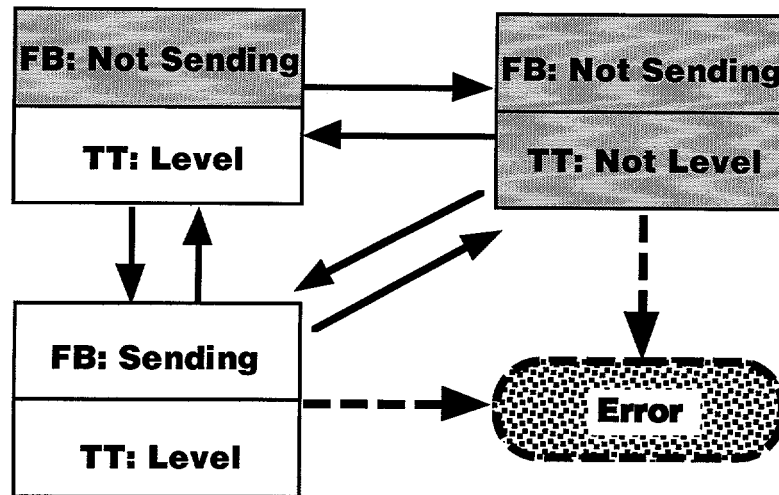 FB: Not Sending
TT: Level
FB: Not Sending
TT: Not Level
FB: Sending
TT: Level
Error